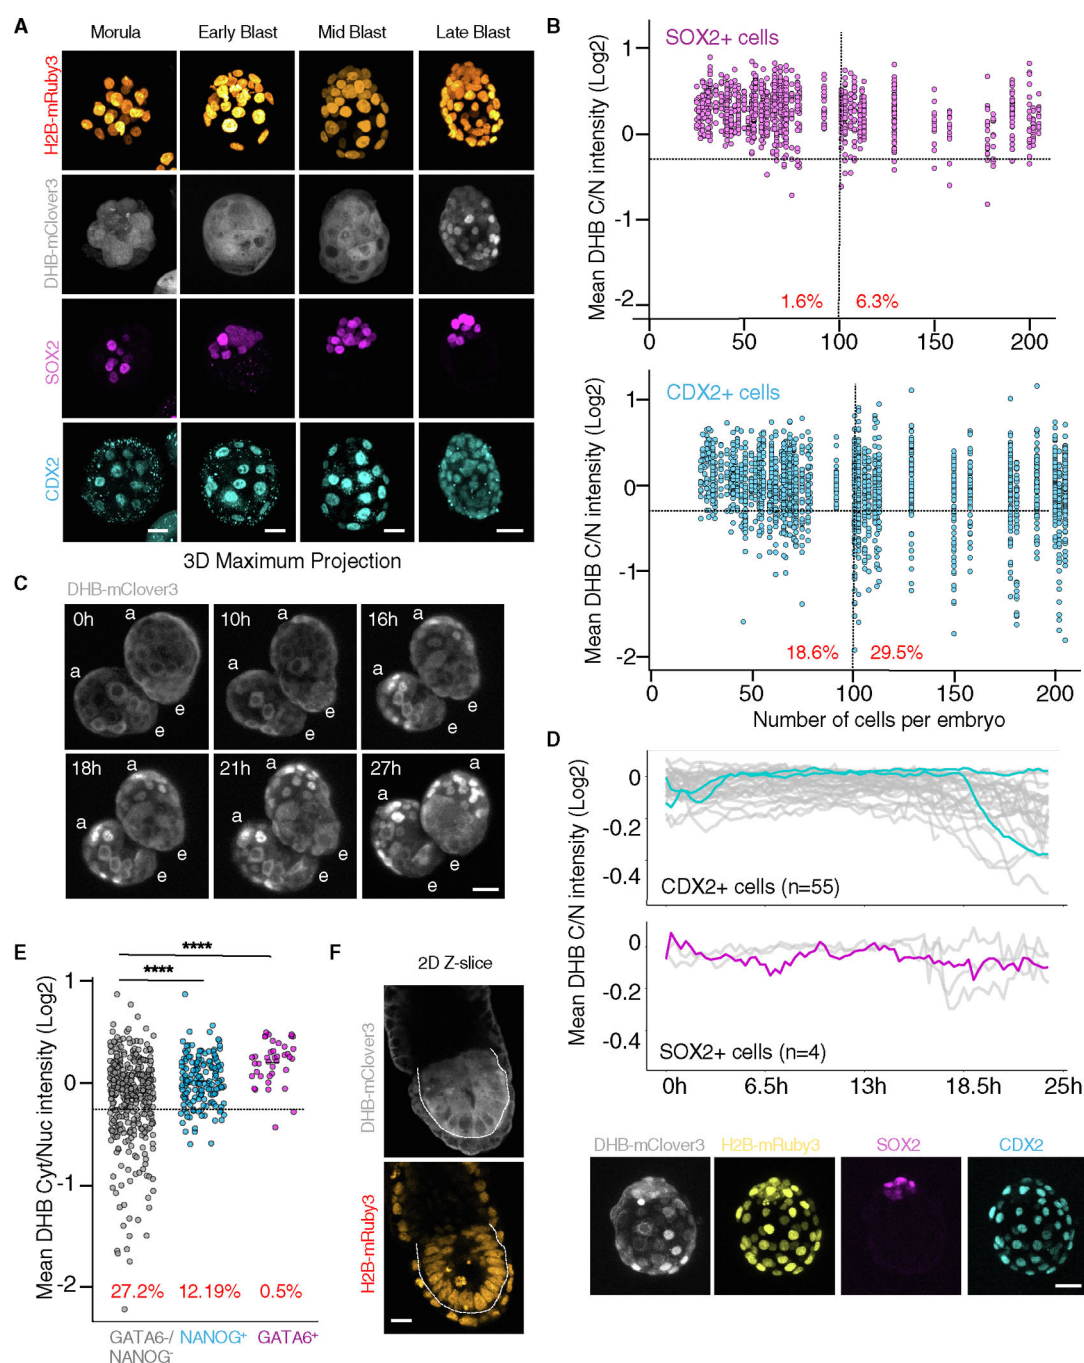 A
Morula
Early Blast
Mid Blast
Late Blast
H2B-mRuby3
DHB-mClover3
SOX2
CDX2
3D Maximum Projection
B
SOX2+ cells
Mean DHB C/N intensity (Log2)
1
0
-1
-2
1.6%
6.3%
0
50
100
150
200
CDX2+ cells
Mean DHB C/N intensity (Log2)
1
0
-1
-2
18.6%
29.5%
0
50
100
150
200
Number of cells per embryo
C
DHB-mClover3
0h
a
a
e
e
10h
a
a
e
e
16h
a
a
e
e
18h
a
a
e
e
21h
a
a
e
e
27h
a
a
e
e
D
Mean DHB C/N intensity (Log2)
0
-0.2
-0.4
CDX2+ cells (n=55)
0
-0.2
-0.4
SOX2+ cells (n=4)
0h
6.5h
13h
18.5h
25h
DHB-mClover3
H2B-mRuby3
SOX2
CDX2
E
****
****
Mean DHB Cyt/Nuc intensity (Log2)
1
0
-1
-2
27.2%
12.19%
0.5%
GATA6-/
NANOG-
NANOG+
GATA6+
F
2D Z-slice
DHB-mClover3
H2B-mRuby3